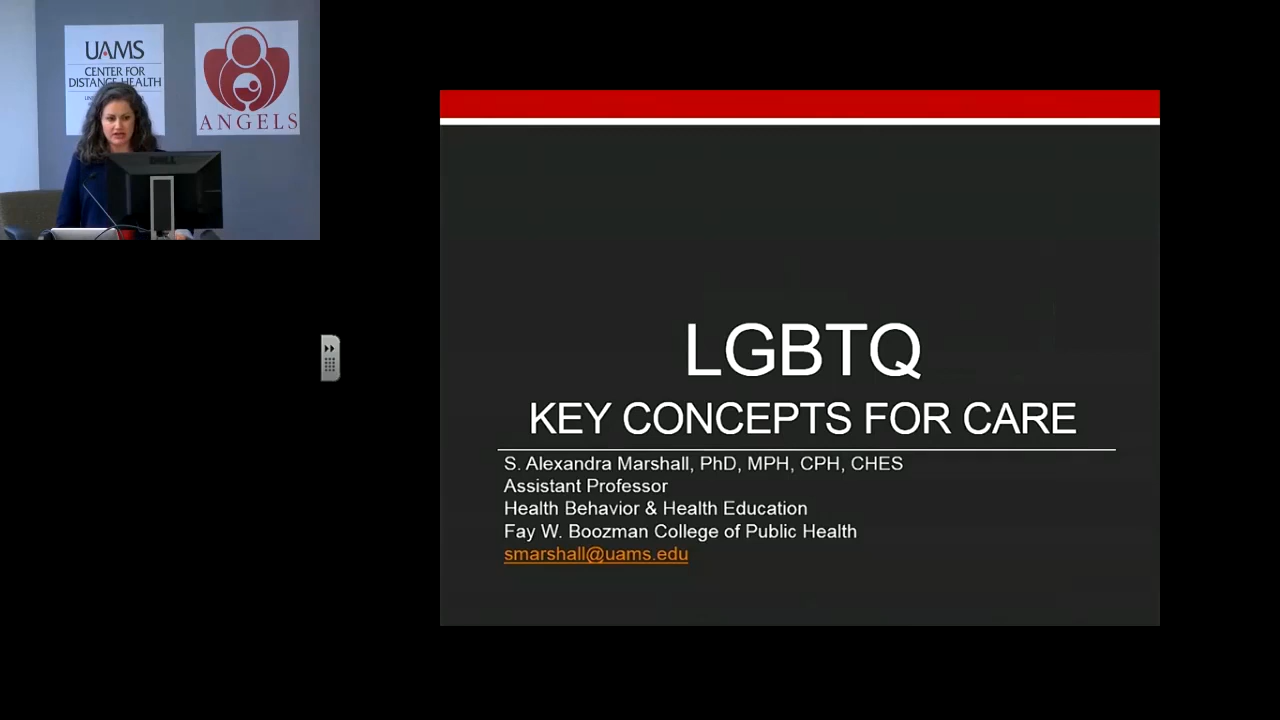 UAMS
CENTER FOR
DISTANCE HEALTH
ANGELS
DELL
LGBTQ
KEY CONCEPTS FOR CARE
S. Alexandra Marshall, PhD, MPH, CPH, CHES
Assistant Professor
Health Behavior & Health Education
Fay W. Boozman College of Public Health
smarshall@uams.edu